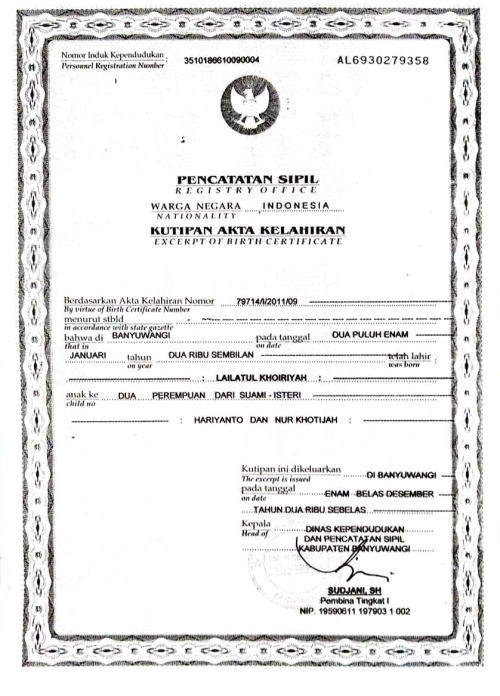 Nomor Induk Kependudukan : 3510186610090004 AL6930279358
Personnel Registration Number
PENCATATAN SIPIL
REGISTRY OFFICE
WARGA NEGARA INDONESIA
NATIONALITY
KUTIPAN AKTA KELAHIRAN
EXCERPT OF BIRTH CERTIFICATE
Berdasarkan Akta Kelahiran Nomor 79714/I/2011/09
By virtue of Birth Certificate Number
menurut stbld
in accordance with state gazette
bahwa di BANYUWANGI pada tanggal DUA PULUH ENAM
that in on date
JANUARI tahun DUA RIBU SEMBILAN telah lahir :
on year was born
: LAILATUL KHOIRIYAH :
anak ke DUA PEREMPUAN DARI SUAMI - ISTERI
child no
: HARIYANTO DAN NUR KHOTIJAH :
Kutipan ini dikeluarkan DI BANYUWANGI
The excerpt is issued
pada tanggal ENAM BELAS DESEMBER
on date
TAHUN DUA RIBU SEBELAS
Kepala DINAS KEPENDUDUKAN
Head of
DAN PENCATATAN SIPIL
KABUPATEN BANYUWANGI
SUDJANI, SH
Pembina Tingkat I
NIP. 19590611 197903 1 002